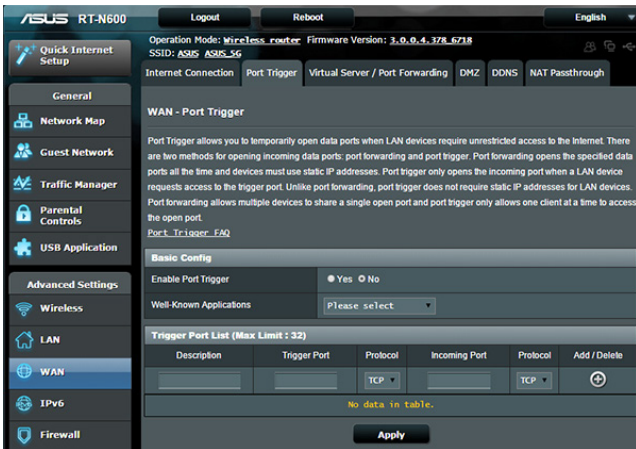 ASUS RT-N600 Logout Reboot English
Operation Mode: Wireless router Firmware Version: 3.0.0.4.378_6718
SSID: ASUS ASUS_5G
Quick Internet Setup
General
Network Map
Guest Network
Traffic Manager
Parental Controls
USB Application
Advanced Settings
Wireless
LAN
WAN
IPv6
Firewall
Internet Connection Port Trigger Virtual Server / Port Forwarding DMZ DDNS NAT Passthrough
WAN - Port Trigger
Port Trigger allows you to temporarily open data ports when LAN devices require unrestricted access to the Internet. There
are two methods for opening incoming data ports: port forwarding and port trigger. Port forwarding opens the specified data
ports all the time and devices must use static IP addresses. Port trigger only opens the incoming port when a LAN device
requests access to the trigger port. Unlike port forwarding, port trigger does not require static IP addresses for LAN devices.
Port forwarding allows multiple devices to share a single open port and port trigger only allows one client at a time to access
the open port.
Port Trigger FAQ
Basic Config
Enable Port Trigger Yes No
Well-Known Applications Please select
Trigger Port List (Max Limit : 32)
Description Trigger Port Protocol Incoming Port Protocol Add / Delete
TCP TCP
No data in table.
Apply